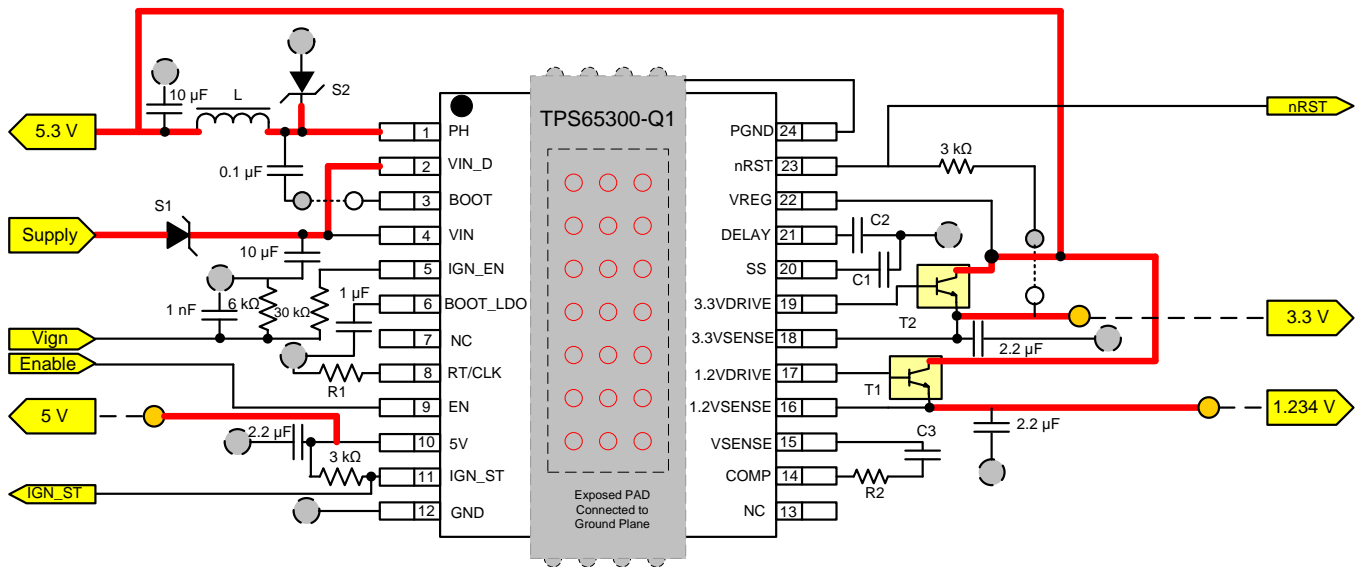 S2
10 µF
L
5.3 V
0.1 µF
S1
Supply
10 µF
1 nF
6 kΩ
30 kΩ
1 µF
Vign
Enable
R1
5 V
2.2 µF
3 kΩ
IGN_ST
1 PH
2 VIN_D
3 BOOT
4 VIN
5 IGN_EN
6 BOOT_LDO
7 NC
8 RT/CLK
9 EN
10 5V
11 IGN_ST
12 GND
TPS65300-Q1
Exposed PAD
Connected to
Ground Plane
PGND 24
nRST 23
VREG 22
DELAY 21
SS 20
3.3VDRIVE 19
3.3VSENSE 18
1.2VDRIVE 17
1.2VSENSE 16
VSENSE 15
COMP 14
NC 13
nRST
3 kΩ
C2
C1
T2
3.3 V
2.2 µF
T1
1.234 V
2.2 µF
C3
R2